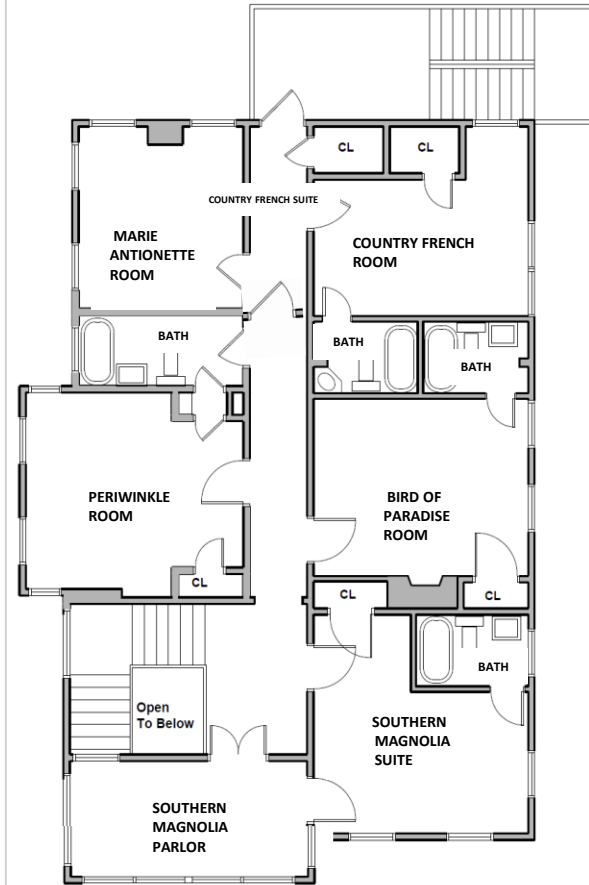 CL
CL
COUNTRY FRENCH SUITE
MARIE
ANTIONETTE
ROOM
COUNTRY FRENCH
ROOM
BATH
BATH
BATH
PERIWINKLE
ROOM
BIRD OF
PARADISE
ROOM
CL
CL
CL
BATH
Open
To Below
SOUTHERN
MAGNOLIA
SUITE
SOUTHERN
MAGNOLIA
PARLOR